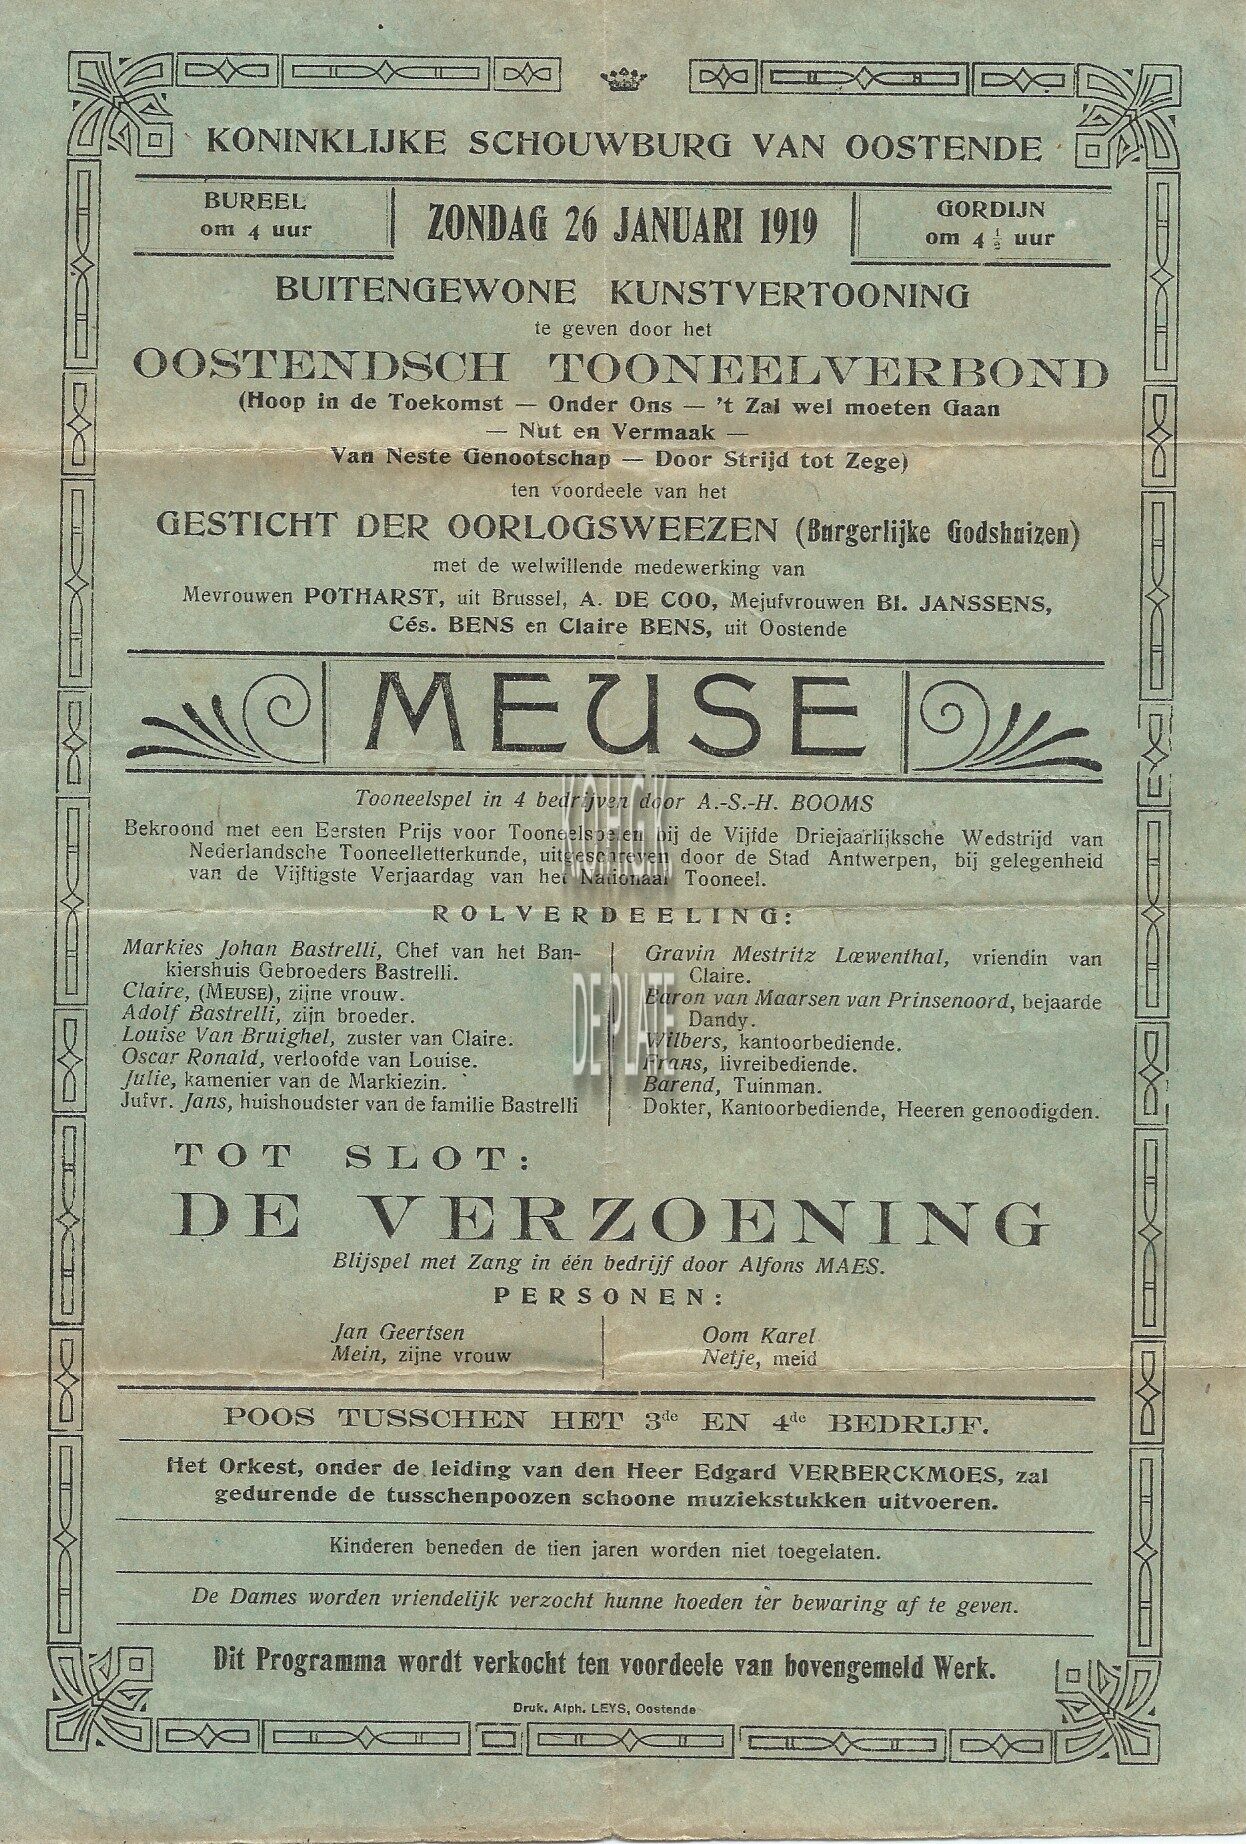 KONINKLIJKE SCHOUWBURG VAN OOSTENDE
BUREEL
om 4 uur
ZONDAG 26 JANUARI 1919
GORDIJN
om 4 ½ uur
BUITENGEWONE KUNSTVERTOONING
te geven door het
OOSTENDSCH TOONEELVERBOND
(Hoop in de Toekomst — Onder Ons — 't Zal wel moeten Gaan
— Nut en Vermaak —
Van Neste Genootschap — Door Strijd tot Zege)
ten voordeele van het
GESTICHT DER OORLOGSWEEZEN (Burgerlijke Godshuizen)
met de welwillende medewerking van
Mevrouwen POTHARST, uit Brussel, A. DE COO, Mejufvrouwen Bl. JANSSENS,
Cés. BENS en Claire BENS, uit Oostende
MEUSE
Tooneelspel in 4 bedrijven door A.-S.-H. BOOMS
Bekroond met een Eersten Prijs voor Tooneelspelen bij de Vijfde Driejaarlijksche Wedstrijd van
Nederlandsche Tooneelletterkunde, uitgeschreven door de Stad Antwerpen, bij gelegenheid
van de Vijftigste Verjaardag van het Nationaal Tooneel.
ROLVERDEELING:
Markies Johan Bastrelli, Chef van het Ban-
kiershuis Gebroeders Bastrelli.
Claire, (MEUSE), zijne vrouw.
Adolf Bastrelli, zijn broeder.
Louise Van Bruighel, zuster van Claire.
Oscar Ronald, verloofde van Louise.
Julie, kamenier van de Markiezin.
Jufvr. Jans, huishoudster van de familie Bastrelli
Gravin Mestritz Lœwenthal, vriendin van
Claire.
Baron van Maarsen van Prinsenoord, bejaarde
Dandy.
Wilbers, kantoorbediende.
Frans, livreibediende.
Barend, Tuinman.
Dokter, Kantoorbediende, Heeren genoodigden.
KOHGK
DE PLATE
TOT SLOT:
DE VERZOENING
Blijspel met Zang in één bedrijf door Alfons MAES.
PERSONEN:
Jan Geertsen
Mein, zijne vrouw
Oom Karel
Netje, meid
POOS TUSSCHEN HET 3de EN 4de BEDRIJF.
Het Orkest, onder de leiding van den Heer Edgard VERBERCKMOES, zal
gedurende de tusschenpoozen schoone muziekstukken uitvoeren.
Kinderen beneden de tien jaren worden niet toegelaten.
De Dames worden vriendelijk verzocht hunne hoeden ter bewaring af te geven.
Dit Programma wordt verkocht ten voordeele van bovengemeld Werk.
Druk. Alph. LEYS, Oostende